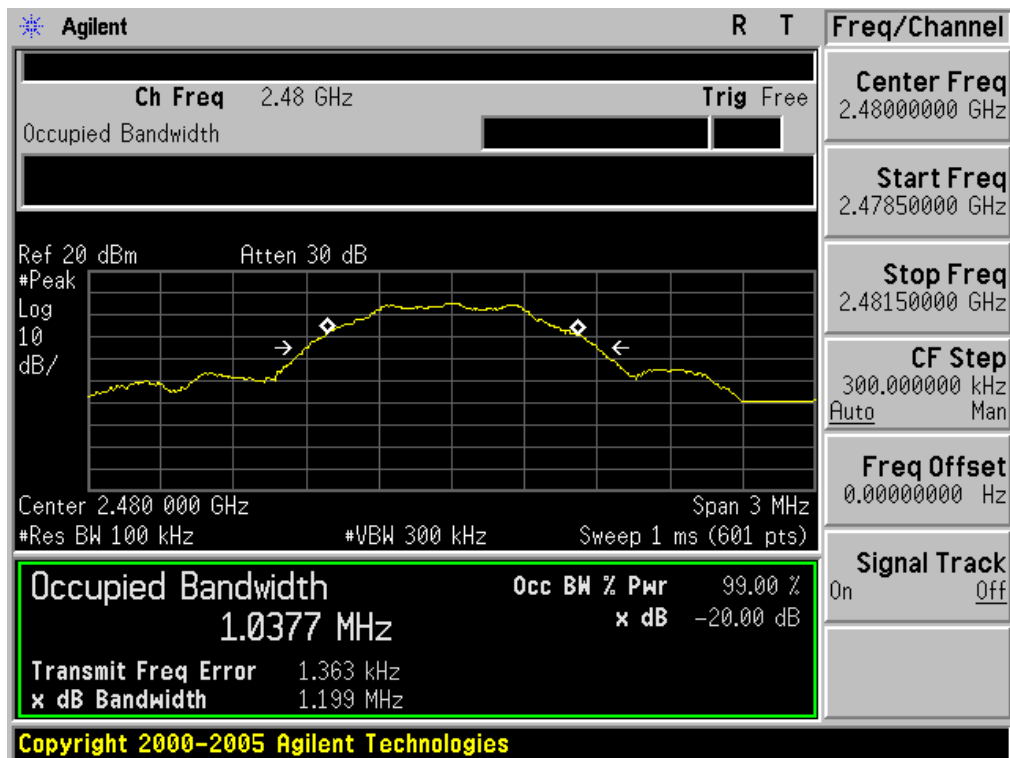 Agilent
R T
Freq/Channel
Ch Freq 2.48 GHz
Trig Free
Occupied Bandwidth
Center Freq
2.48000000 GHz
Start Freq
2.47850000 GHz
Stop Freq
2.48150000 GHz
CF Step
300.000000 kHz
Auto Man
Freq Offset
0.00000000 Hz
Signal Track
On Off
Ref 20 dBm
Atten 30 dB
#Peak
Log
10
dB/
Center 2.480 000 GHz
Span 3 MHz
#Res BW 100 kHz
#VBW 300 kHz
Sweep 1 ms (601 pts)
Occupied Bandwidth
1.0377 MHz
Occ BW % Pwr 99.00 %
x dB -20.00 dB
Transmit Freq Error 1.363 kHz
x dB Bandwidth 1.199 MHz
Copyright 2000-2005 Agilent Technologies